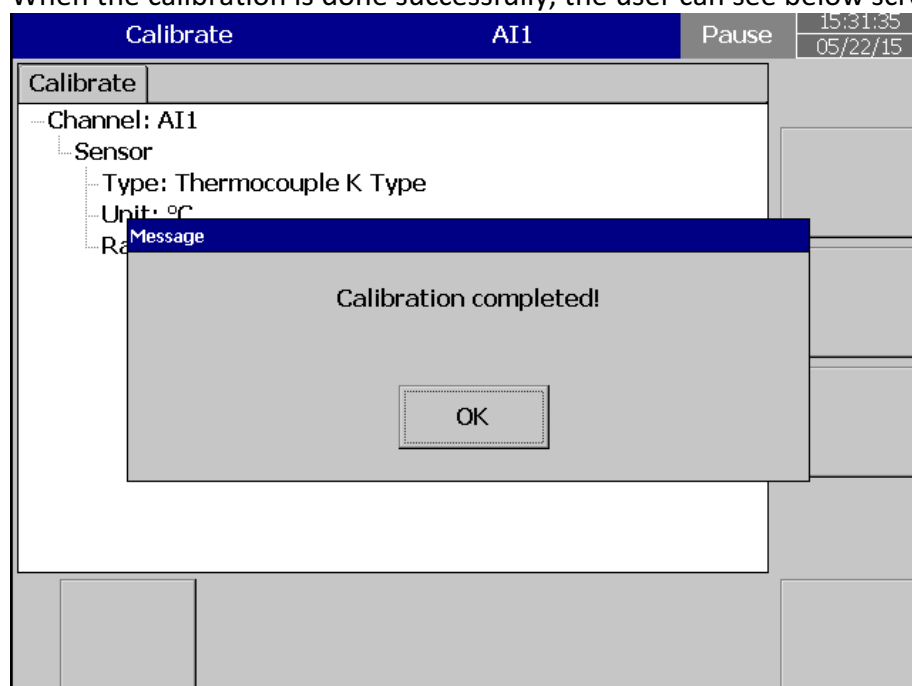 When the calibration is done successfully, the user can see below
Calibrate AI1 Pause 15:31:35
05/22/15
Calibrate
Channel: AI1
Sensor
Type: Thermocouple K Type
Unit: °C
Message
Calibration completed!
OK